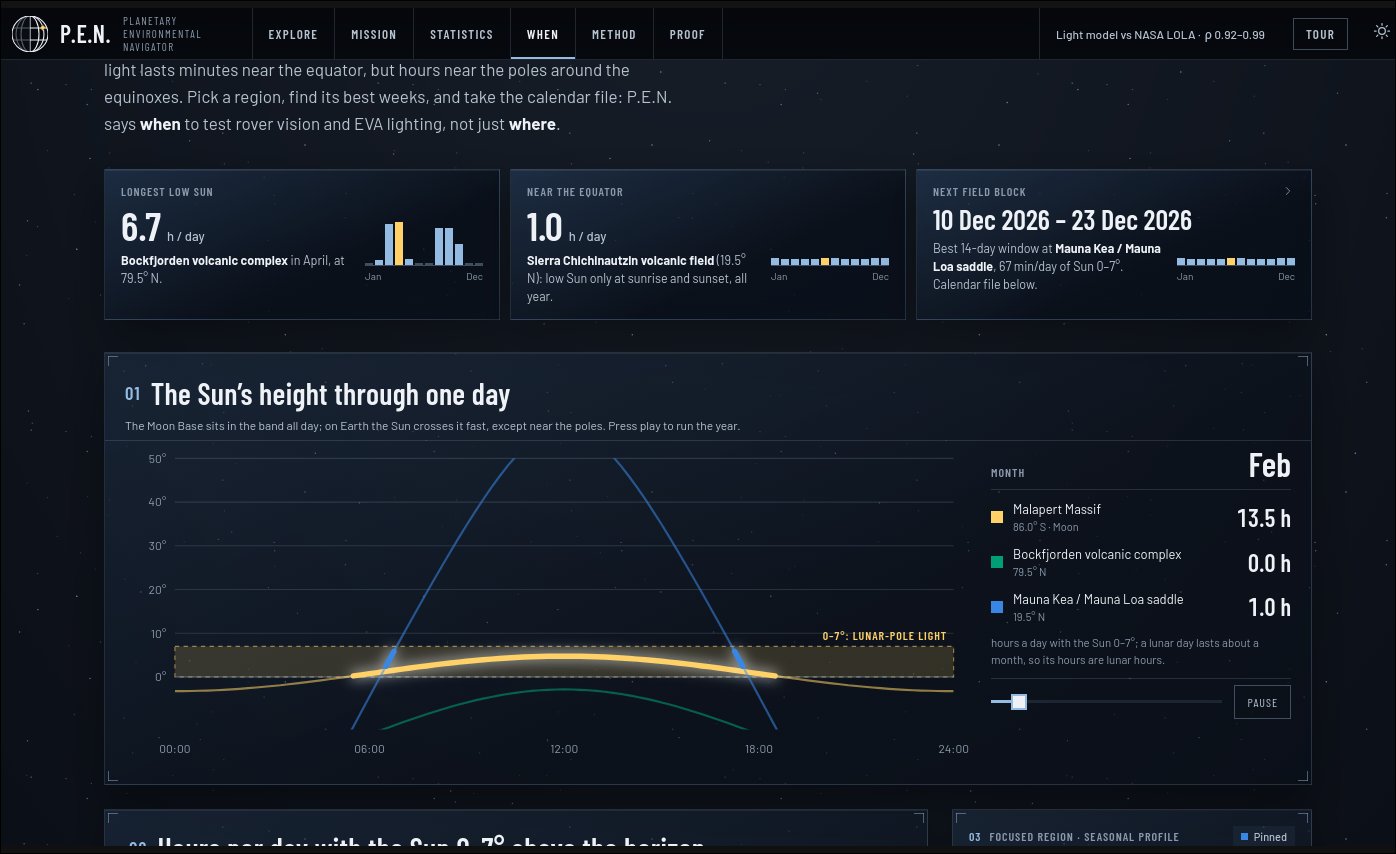 P.E.N.
PLANETARY
ENVIRONMENTAL
NAVIGATOR
EXPLORE
MISSION
STATISTICS
WHEN
METHOD
PROOF
Light model vs NASA LOLA · ρ 0.92–0.99
TOUR
light lasts minutes near the equator, but hours near the poles around the
equinoxes. Pick a region, find its best weeks, and take the calendar file: P.E.N.
says when to test rover vision and EVA lighting, not just where.
LONGEST LOW SUN
6.7 h / day
Bockfjorden volcanic complex in April, at
79.5° N.
Jan
Dec
NEAR THE EQUATOR
1.0 h / day
Sierra Chichinautzin volcanic field (19.5°
N): low Sun only at sunrise and sunset, all
year.
Jan
Dec
NEXT FIELD BLOCK
10 Dec 2026 – 23 Dec 2026
Best 14-day window at Mauna Kea / Mauna
Loa saddle, 67 min/day of Sun 0–7°.
Calendar file below.
Jan
Dec
01 The Sun's height through one day
The Moon Base sits in the band all day; on Earth the Sun crosses it fast, except near the poles. Press play to run the year.
50°
40°
30°
20°
10°
0°
0–7°: LUNAR-POLE LIGHT
00:00
06:00
12:00
18:00
24:00
MONTH
Feb
Malapert Massif
86.0° S · Moon
13.5 h
Bockfjorden volcanic complex
79.5° N
0.0 h
Mauna Kea / Mauna Loa saddle
19.5° N
1.0 h
hours a day with the Sun 0–7°; a lunar day lasts about a
month, so its hours are lunar hours.
PAUSE
02 Hours per day with the Sun 0–7° above the horizon
03 FOCUSED REGION · SEASONAL PROFILE
Pinned